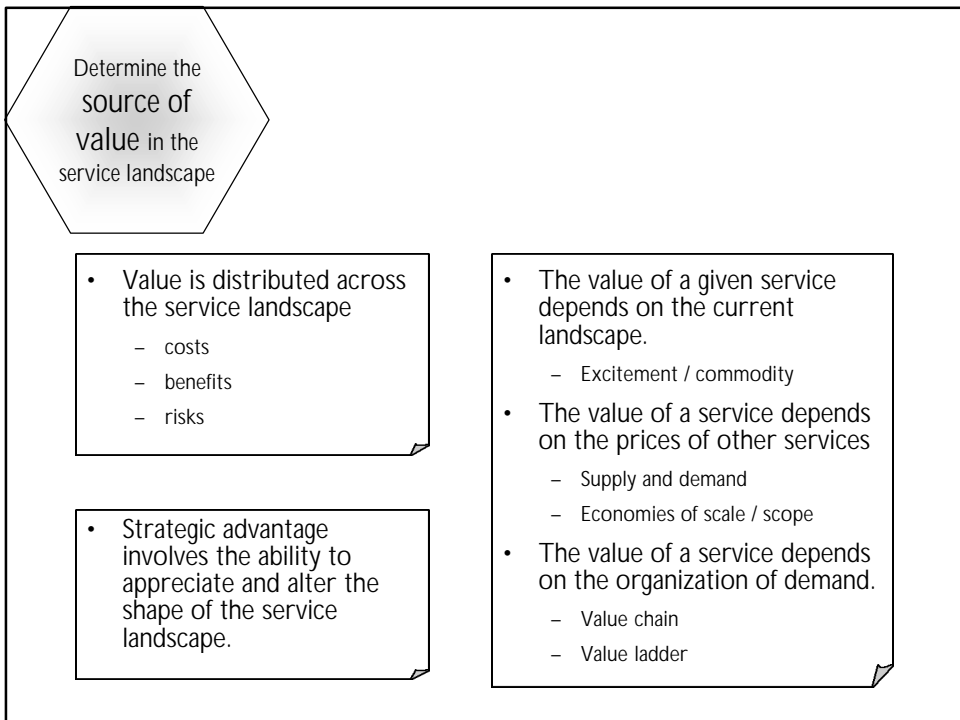 Determine the
source of
value in the
service landscape
• Value is distributed across
the service landscape
– costs
– benefits
– risks
• Strategic advantage
involves the ability to
appreciate and alter the
shape of the service
landscape.
• The value of a given service
depends on the current
landscape.
– Excitement / commodity
• The value of a service depends
on the prices of other services
– Supply and demand
– Economies of scale / scope
• The value of a service depends
on the organization of demand.
– Value chain
– Value ladder